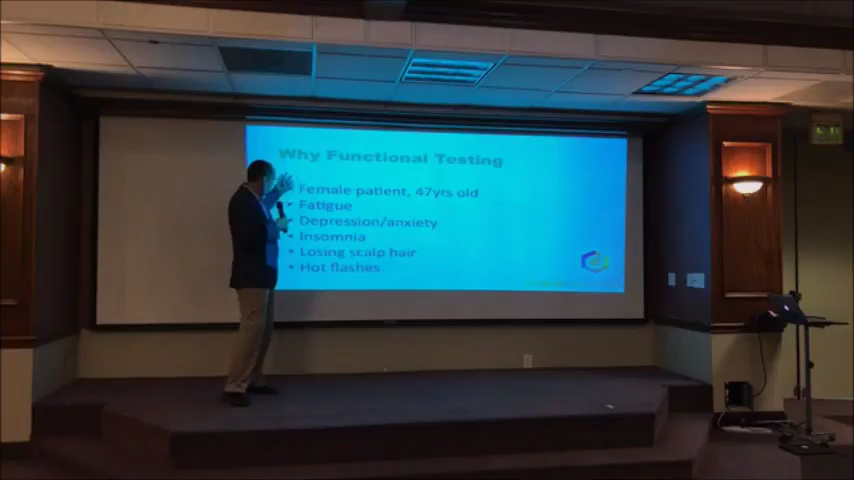 Why Functional Testing
• Female patient, 47yrs old
• Fatigue
• Depression/anxiety
• Insomnia
• Losing scalp hair
• Hot flashes